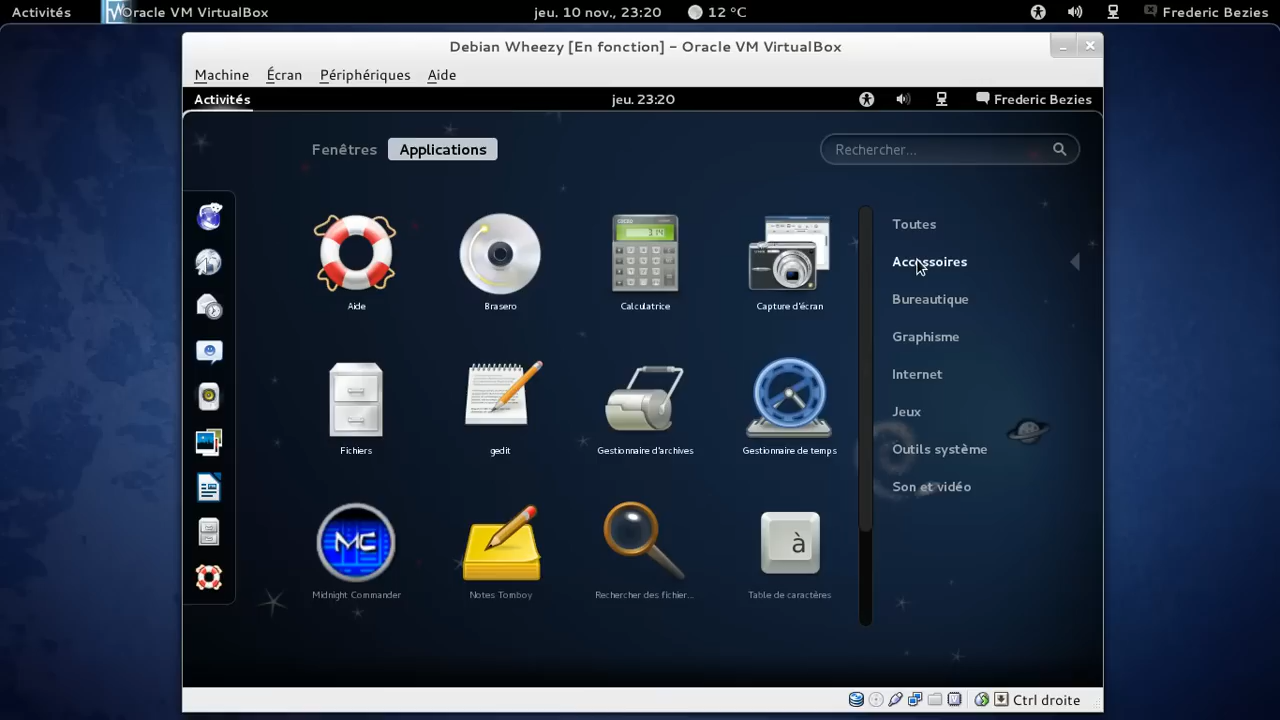 Activités Oracle VM VirtualBox jeu. 10 nov., 23:20 12 °C Frederic Bezies
Debian Wheezy [En fonction] – Oracle VM VirtualBox
Machine Écran Périphériques Aide
Activités jeu. 23:20 Frederic Bezies
Fenêtres Applications Rechercher...
Toutes
Accessoires
Bureautique
Graphisme
Internet
Jeux
Outils système
Son et vidéo
Aide Brasero Calculatrice Capture d'écran
Fichiers gedit Gestionnaire d'archives Gestionnaire de temps
MC
à
Midnight Commander Notes Tomboy Rechercher des fichier... Table de caractères
Ctrl droite